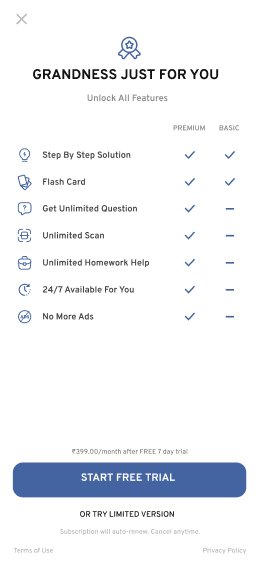 GRANDNESS JUST FOR YOU
Unlock All Features
PREMIUM BASIC
Step By Step Solution
Flash Card
Get Unlimited Question
Unlimited Scan
Unlimited Homework Help
24/7 Available For You
ADS No More Ads
₹399.00/month after FREE 7 day trial
START FREE TRIAL
OR TRY LIMITED VERSION
Subscription will auto-renew. Cancel anytime.
Terms of Use Privacy Policy